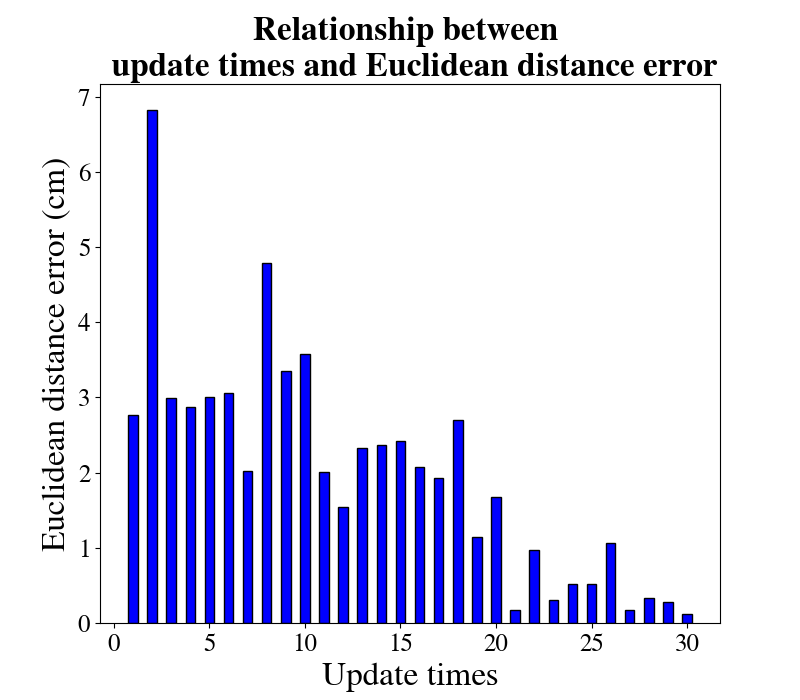 Relationship between
update times and Euclidean distance error
Euclidean distance error (cm)
7
6
5
4
3
2
1
0
0 5 10 15 20 25 30
Update times